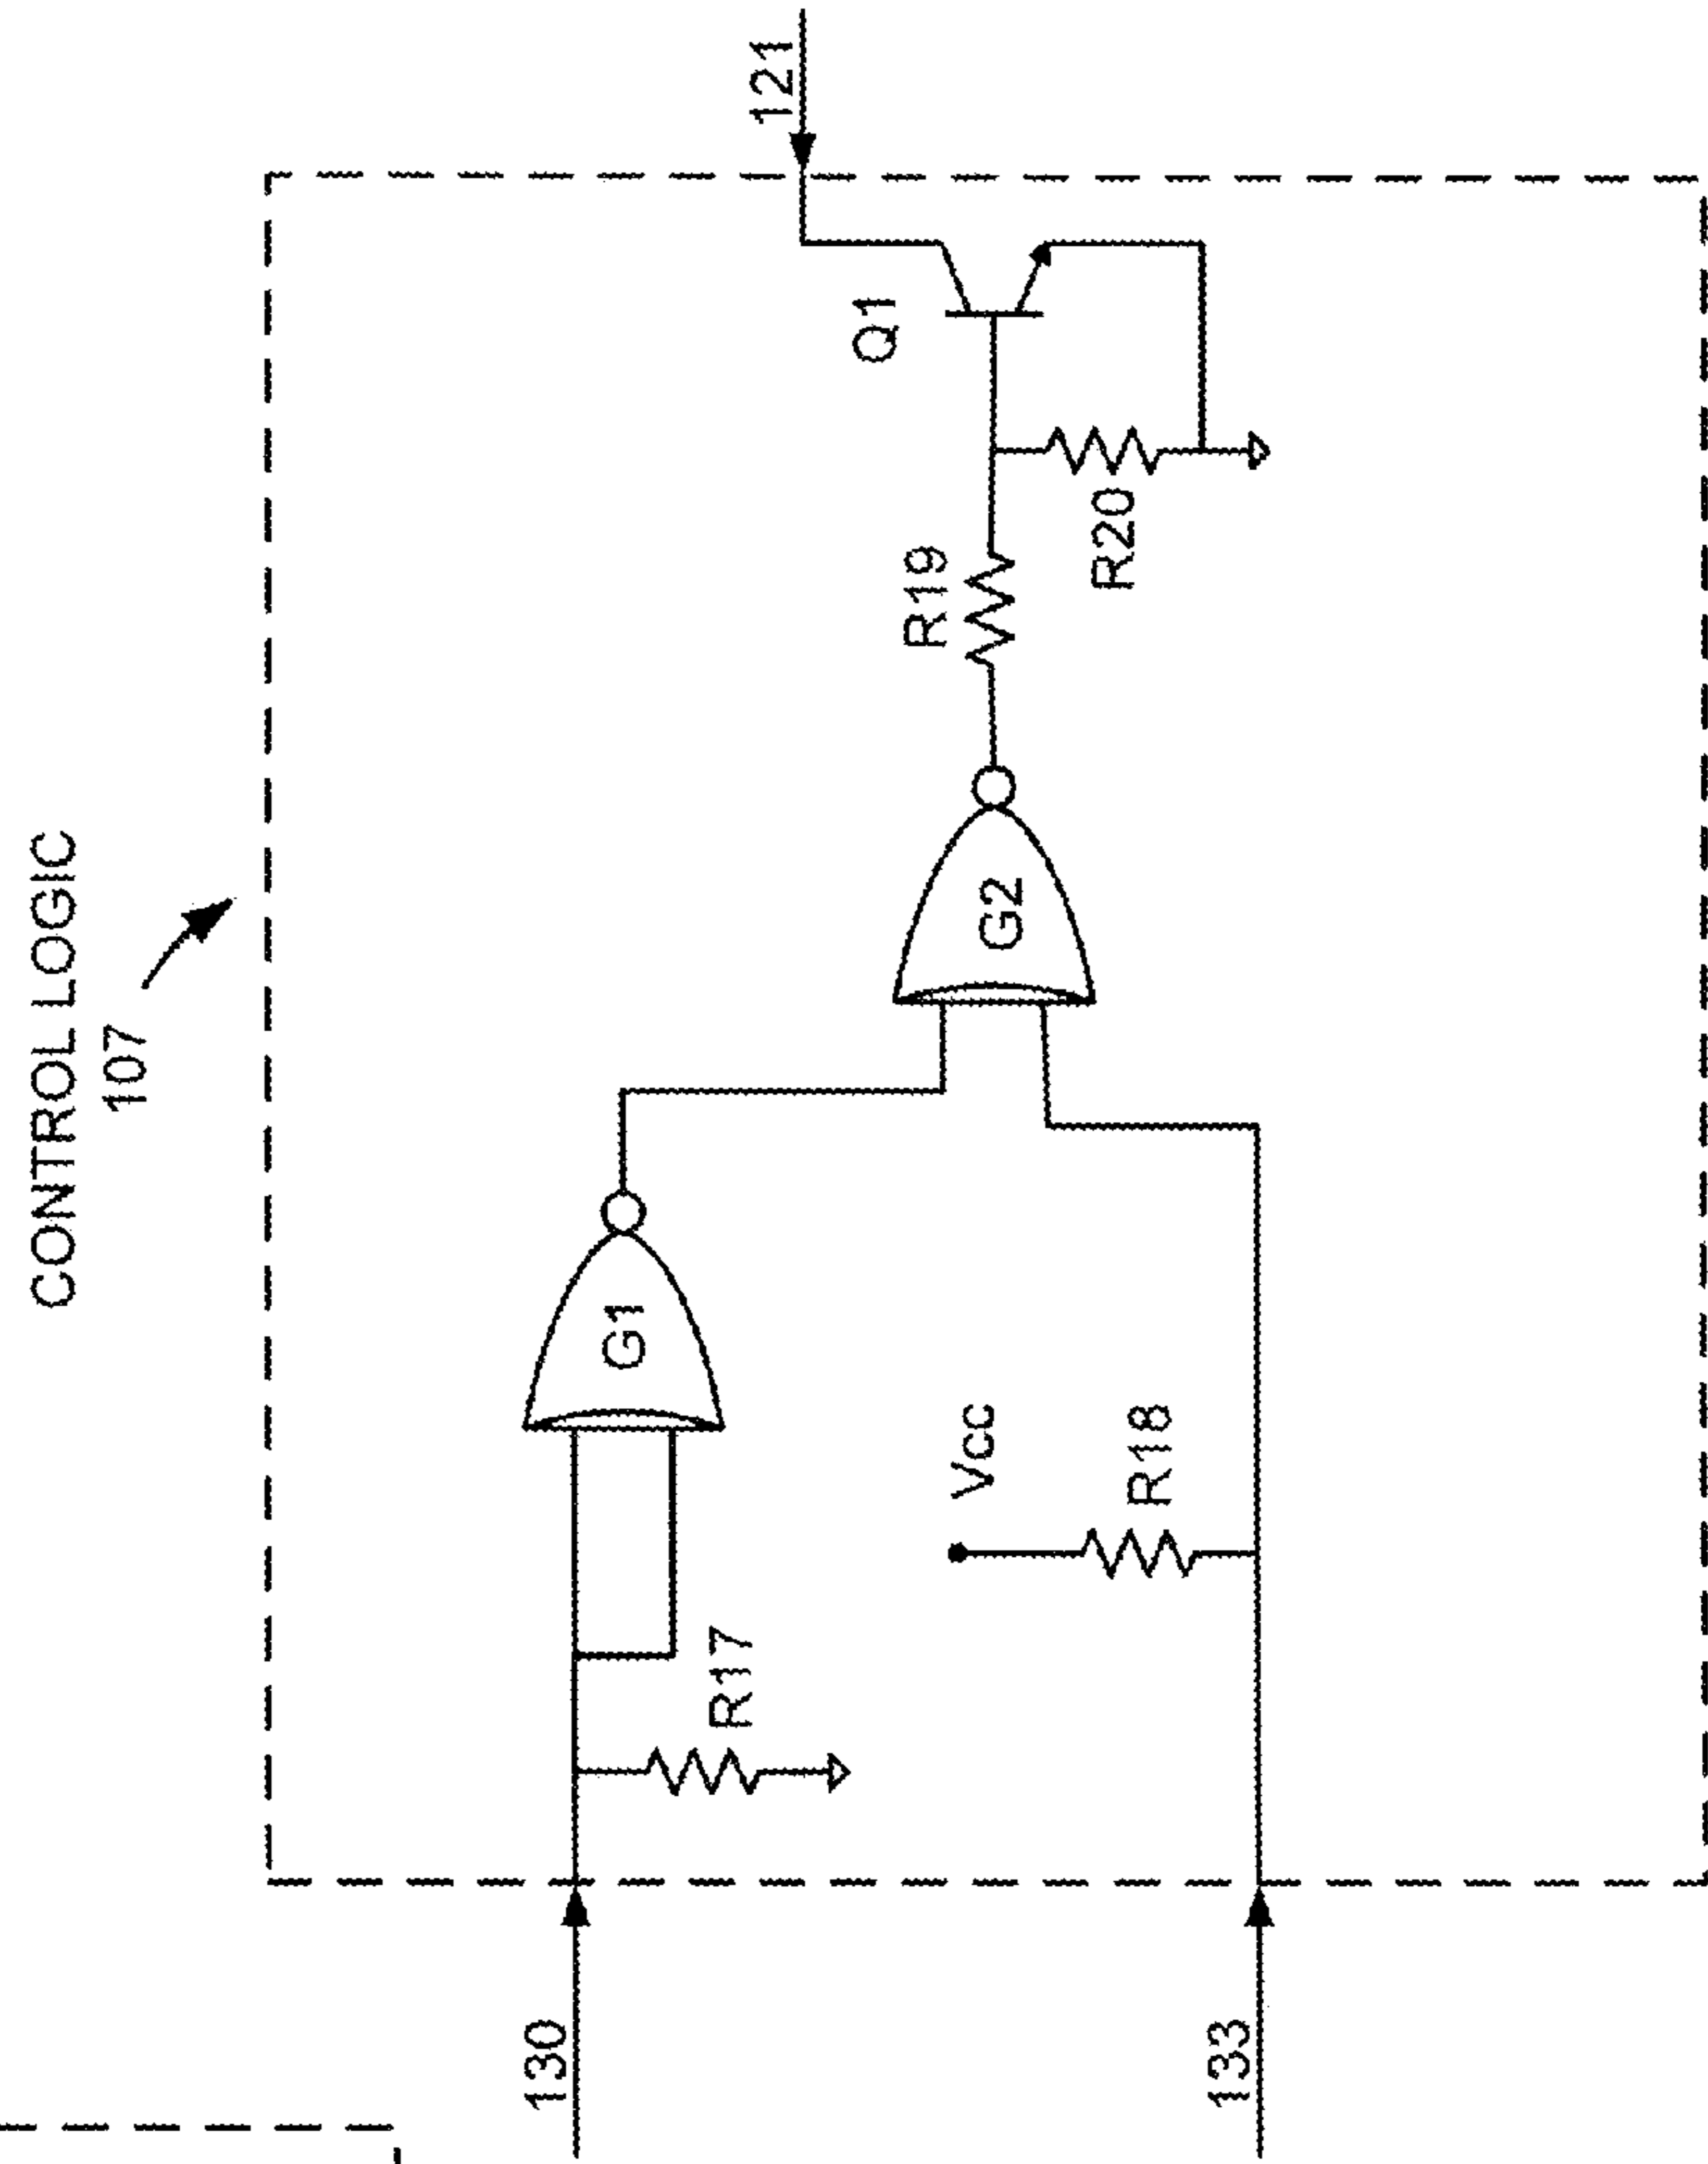 CONTROL LOGIC
107
130
R17
G1
133
Vcc
R18
G2
R19
R20
Q1
121